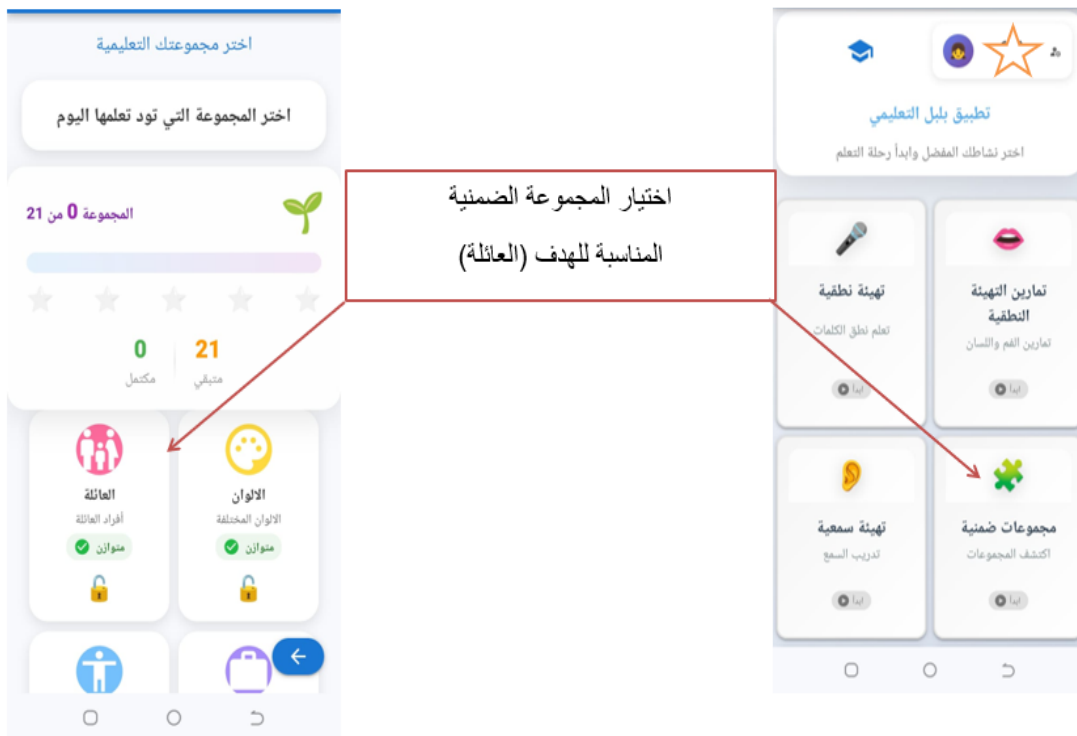 تطبيق بلبل التعليمي
اختر نشاطك المفضل وابدأ رحلة التعلم
تمارين التهيئة النطقية
تمارين الفم واللسان
ابدأ
تهيئة نطقية
تعلم نطق الكلمات
ابدأ
مجموعات ضمنية
اكتشف المجموعات
ابدأ
تهيئة سمعية
تدريب السمع
ابدأ
اختيار المجموعة الضمنية
المناسبة للهدف (العائلة)
اختر مجموعتك التعليمية
اختر المجموعة التي تود تعلمها اليوم
المجموعة 0 من 21
21
متبقي
0
مكتمل
الالوان
الالوان المختلفة
متوازن
العائلة
أفراد العائلة
متوازن